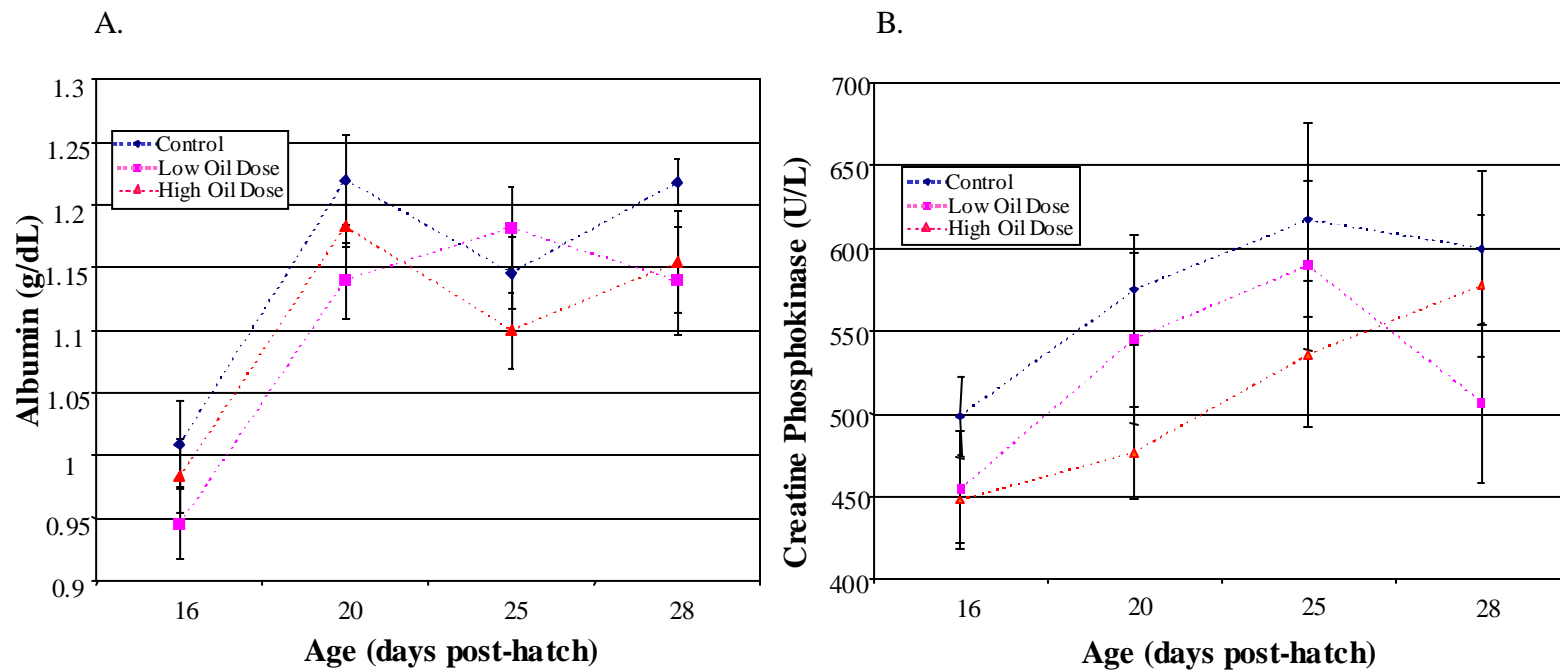 A.
Albumin (g/dL)
1.3
1.25
1.2
1.15
1.1
1.05
1
0.95
0.9
Control
Low Oil Dose
High Oil Dose
16 20 25 28
Age (days post-hatch)
B.
Creatine Phosphokinase (U/L)
700
650
600
550
500
450
400
Control
Low Oil Dose
High Oil Dose
16 20 25 28
Age (days post-hatch)